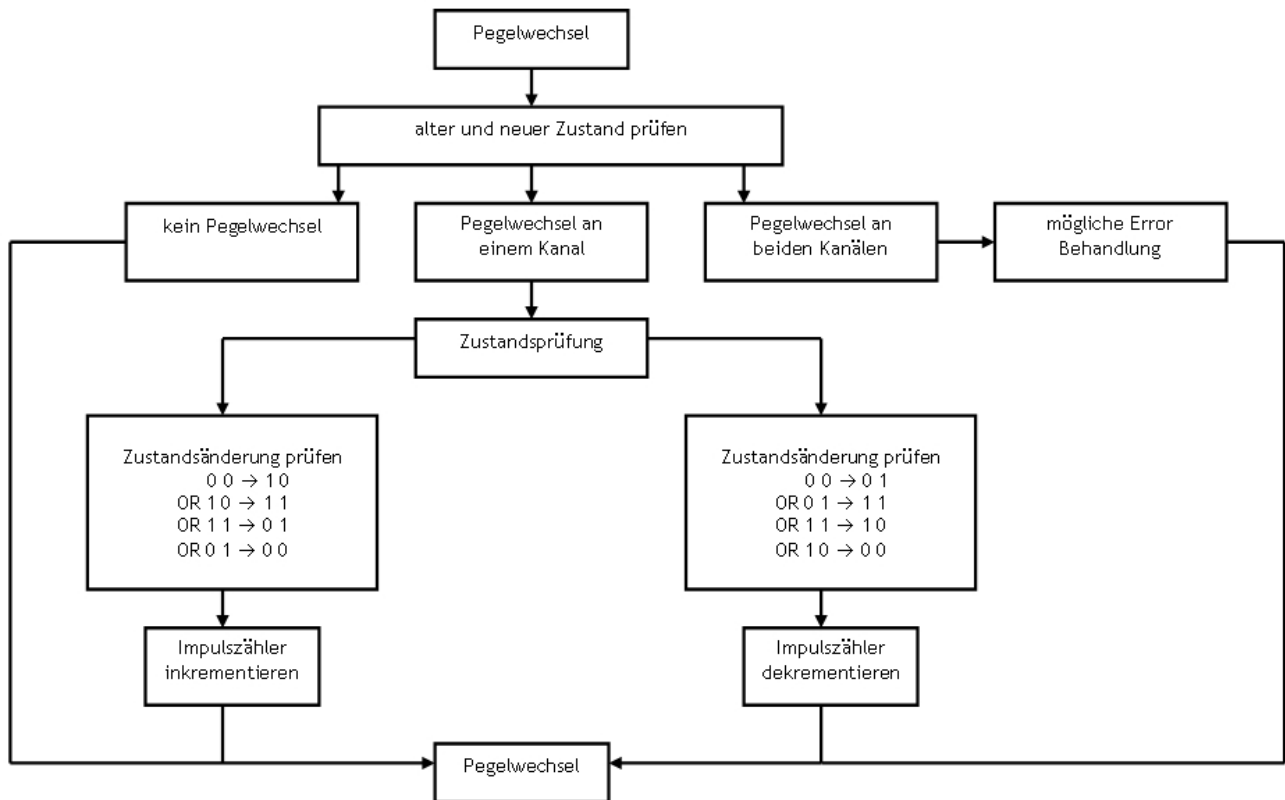 Pegelwechsel
alter und neuer Zustand prüfen
kein Pegelwechsel
Pegelwechsel an
einem Kanal
Pegelwechsel an
beiden Kanälen
mögliche Error
Behandlung
Zustandsprüfung
Zustandsänderung prüfen
0 0 → 1 0
OR 1 0 → 1 1
OR 1 1 → 0 1
OR 0 1 → 0 0
Zustandsänderung prüfen
0 0 → 0 1
OR 0 1 → 1 1
OR 1 1 → 1 0
OR 1 0 → 0 0
Impulszähler
inkrementieren
Impulszähler
dekrementieren
Pegelwechsel